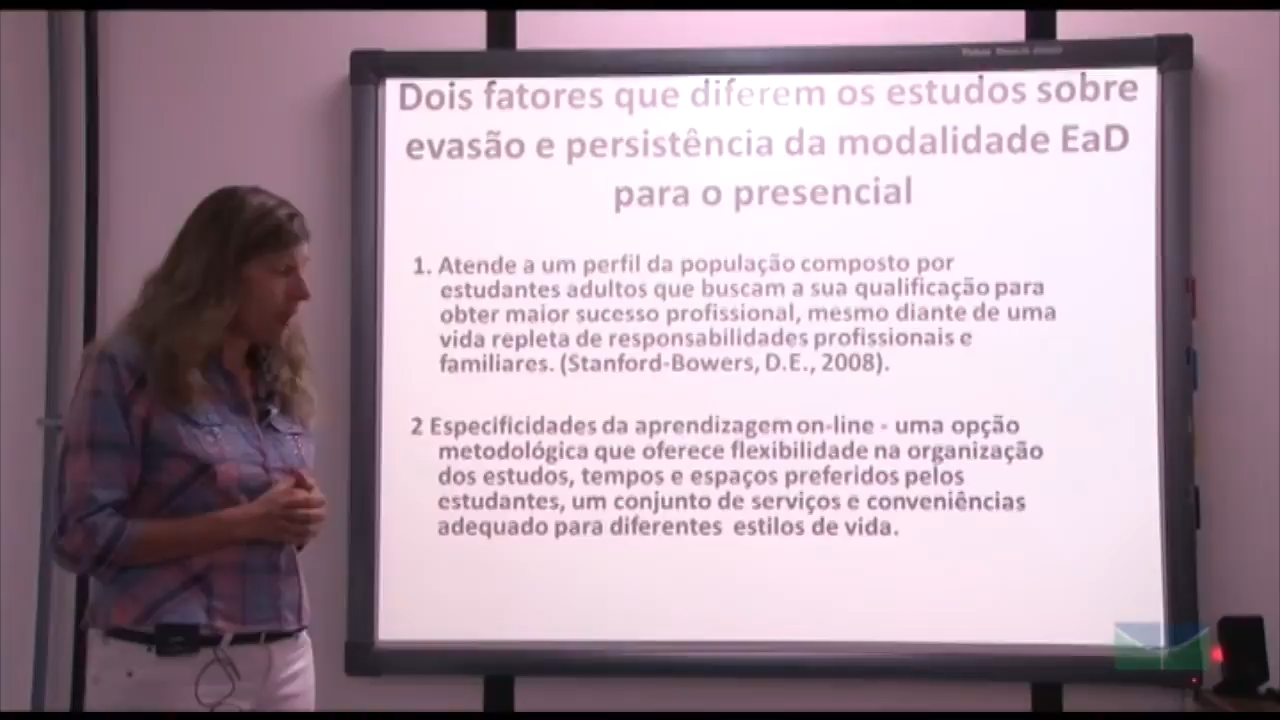 Dois fatores que diferem os estudos sobre
evasão e persistência da modalidade EaD
para o presencial
1. Atende a um perfil da população composto por
estudantes adultos que buscam a sua qualificação para
obter maior sucesso profissional, mesmo diante de uma
vida repleta de responsabilidades profissionais e
familiares. (Stanford-Bowers, D.E., 2008).
2 Especificidades da aprendizagem on-line - uma opção
metodológica que oferece flexibilidade na organização
dos estudos, tempos e espaços preferidos pelos
estudantes, um conjunto de serviços e conveniências
adequado para diferentes estilos de vida.